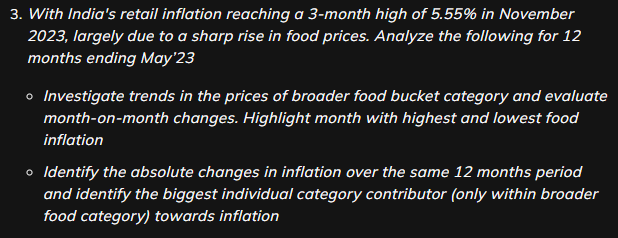 3. With India's retail inflation reaching a 3-month high of 5.55% in November
2023, largely due to a sharp rise in food prices. Analyze the following for 12
months ending May'23
○ Investigate trends in the prices of broader food bucket category and evaluate
month-on-month changes. Highlight month with highest and lowest food
inflation
○ Identify the absolute changes in inflation over the same 12 months period
and identify the biggest individual category contributor (only within broader
food category) towards inflation